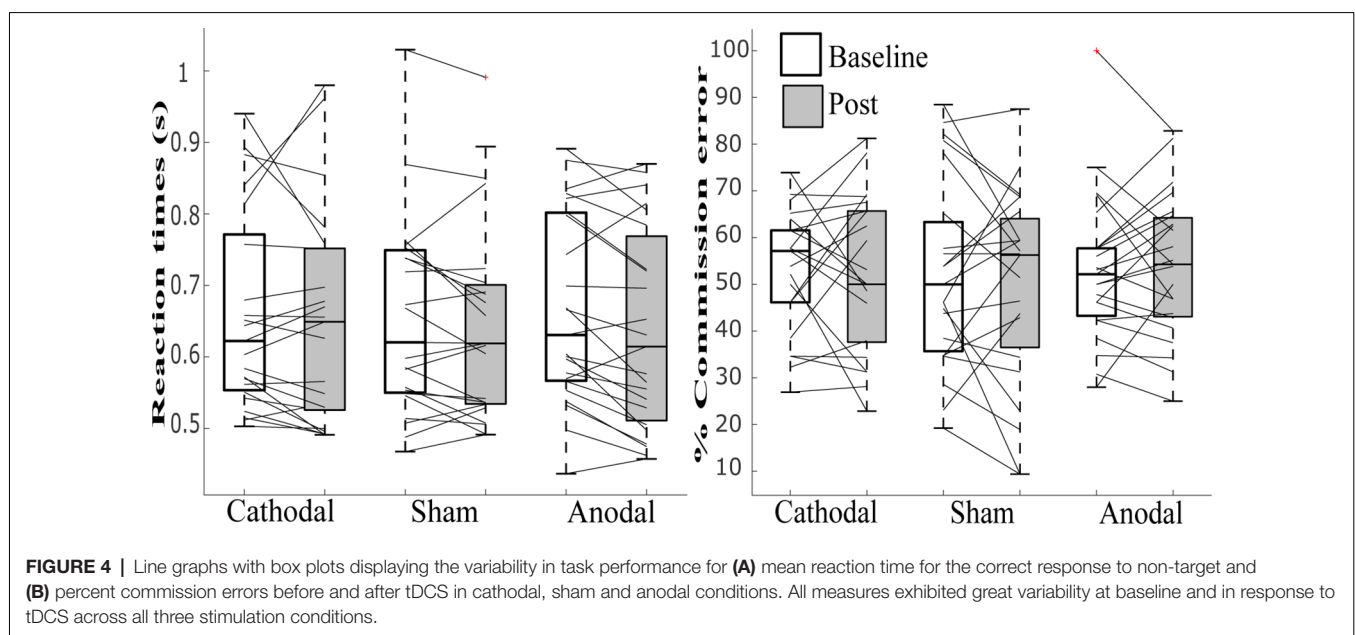 Reaction times (s)
1
0.9
0.8
0.7
0.6
0.5
Cathodal Sham Anodal
% Commission error
100
90
80
70
60
50
40
30
20
10
Baseline
Post
Cathodal Sham Anodal
FIGURE 4 | Line graphs with box plots displaying the variability in task performance for (A) mean reaction time for the correct response to non-target and
(B) percent commission errors before and after tDCS in cathodal, sham and anodal conditions. All measures exhibited great variability at baseline and in response to
tDCS across all three stimulation conditions.